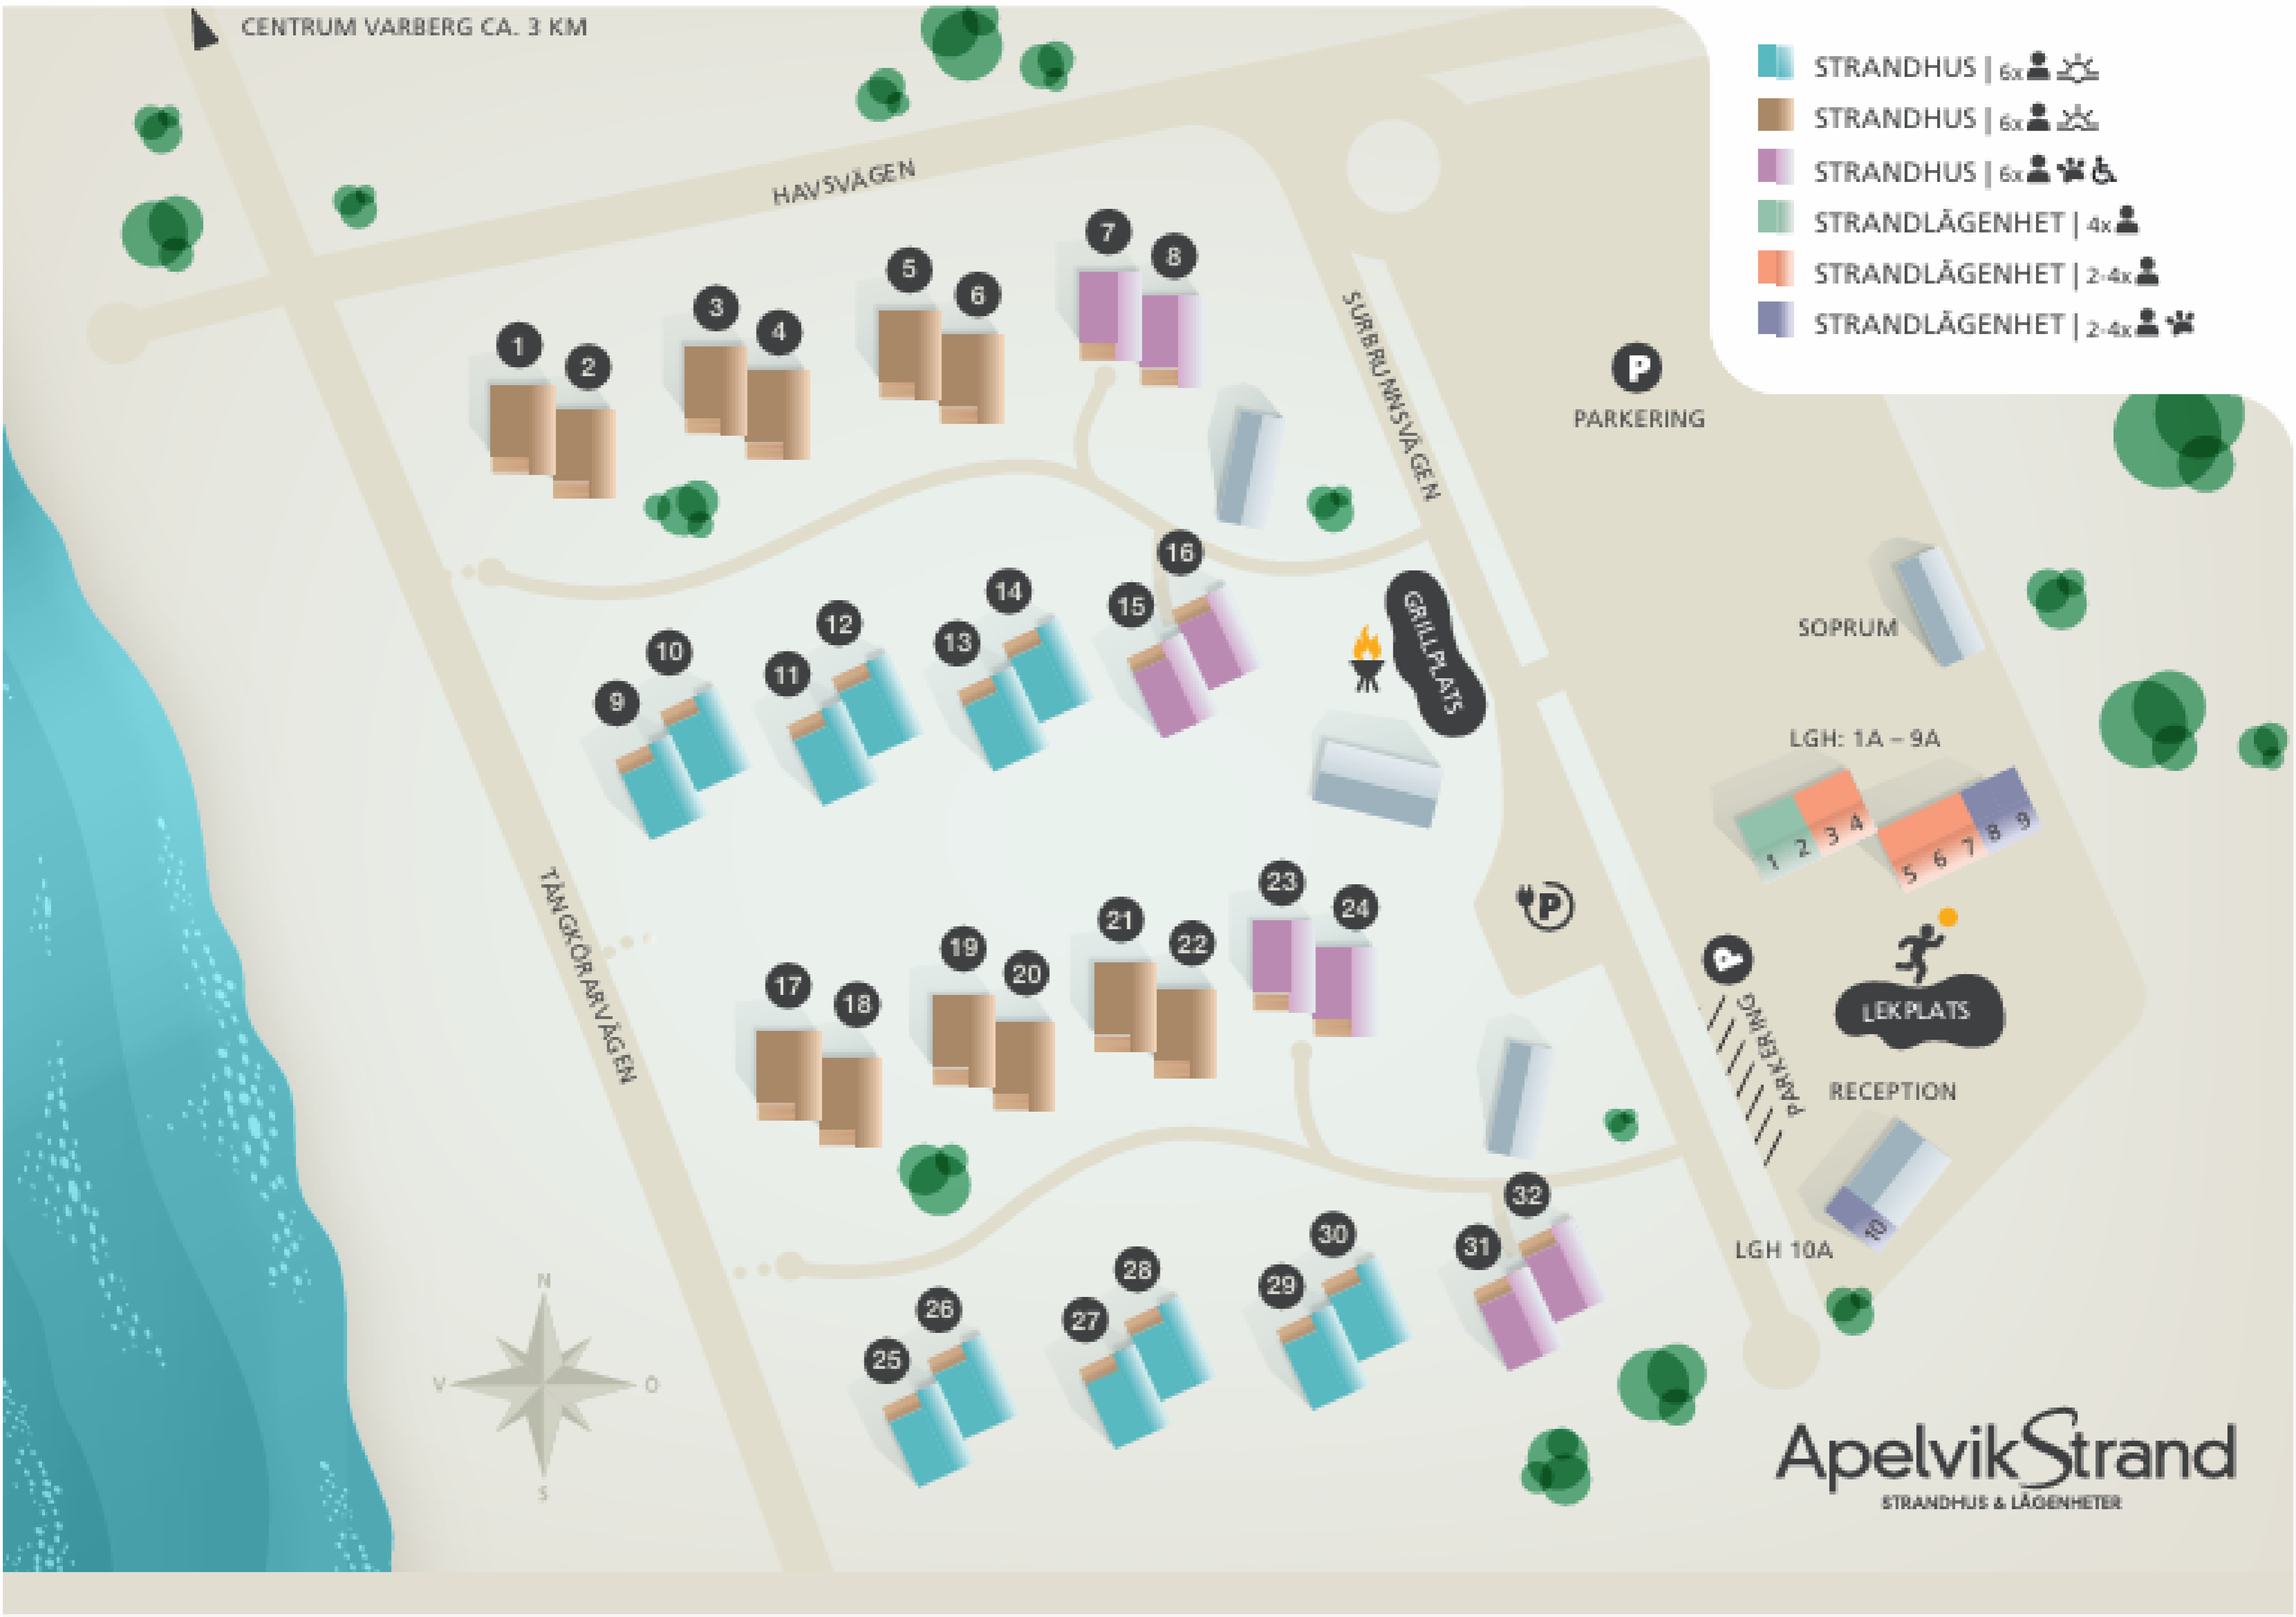 CENTRUM VARBERG CA. 3 KM
STRANDHUS | 6x
STRANDHUS | 6x
STRANDHUS | 6x
STRANDLÄGENHET | 4x
STRANDLÄGENHET | 2-4x
STRANDLÄGENHET | 2-4x
HAVSVÄGEN
SURBRUNNSVÄGEN
P
PARKERING
1
2
3
4
5
6
7
8
9
10
11
12
13
14
15
16
GRILLPLATS
SOPRUM
LGH: 1A – 9A
1 2 3 4
5 6 7 8 9
TÅNGKÖRARVÄGEN
17
18
19
20
21
22
23
24
P
P
PARKERING
LEKPLATS
RECEPTION
10
LGH 10A
25
26
27
28
29
30
31
32
N
V
O
S
ApelvikStrand
STRANDHUS & LÄGENHETER